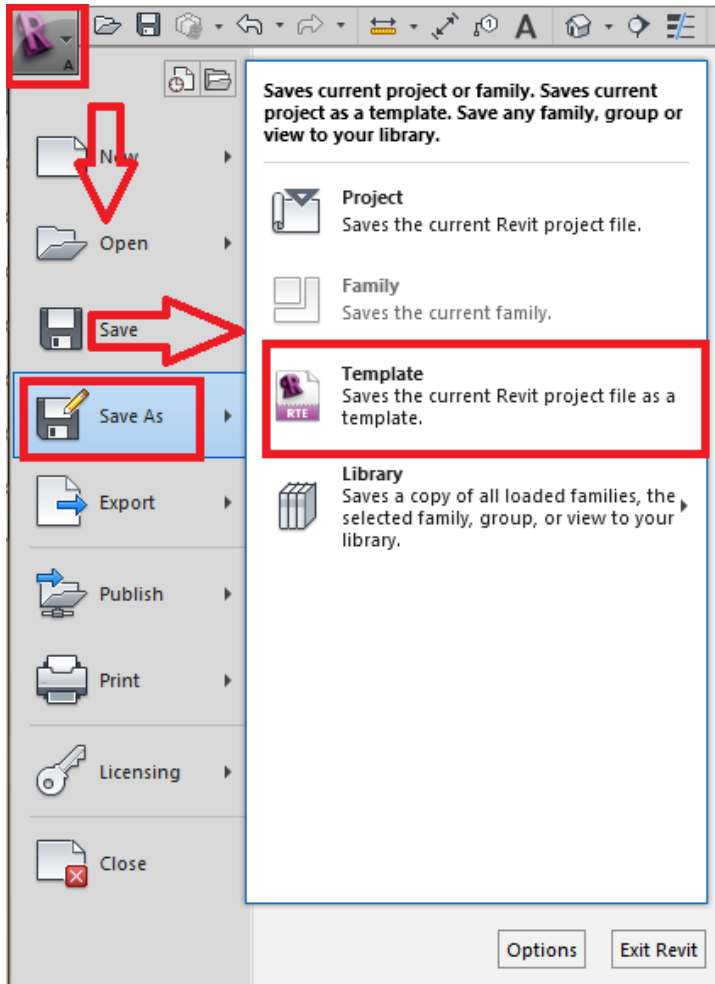 R
A
A
New
Open
Save
Save As
Export
Publish
Print
Licensing
Close
Saves current project or family. Saves current
project as a template. Save any family, group or
view to your library.
Project
Saves the current Revit project file.
Family
Saves the current family.
Template
Saves the current Revit project file as a
template.
RTE
Library
Saves a copy of all loaded families, the
selected family, group, or view to your
library.
Options
Exit Revit